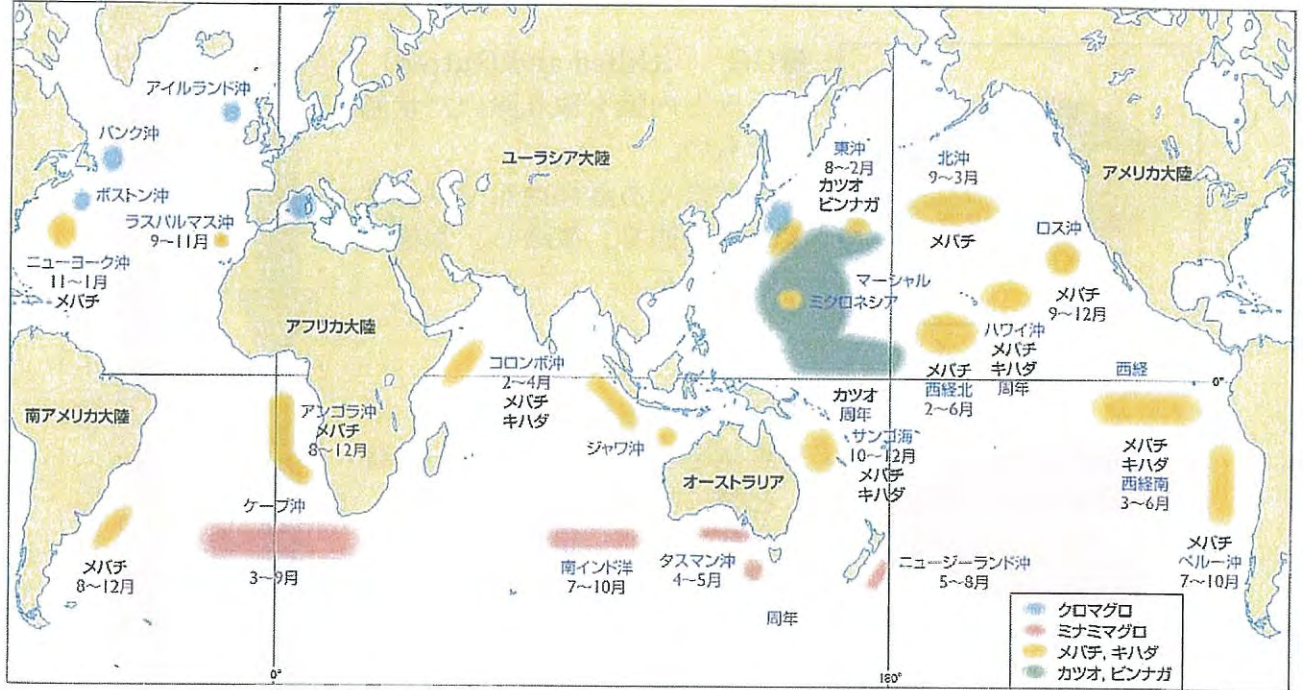 アイルランド沖
バンク沖
ボストン沖
ラスパルマス沖
9〜11月
ニューヨーク沖
11〜1月
メバチ
ユーラシア大陸
アフリカ大陸
南アメリカ大陸
アンゴラ沖
メバチ
8〜12月
ケープ沖
3〜9月
メバチ
8〜12月
コロンボ沖
2〜4月
メバチ
キハダ
ジャワ沖
南インド洋
7〜10月
タスマン沖
4〜5月
周年
オーストラリア
東沖
8〜2月
カツオ
ビンナガ
マーシャル
ミクロネシア
カツオ
周年
サンゴ海
10〜12月
メバチ
キハダ
ニュージーランド沖
5〜8月
北沖
9〜3月
メバチ
アメリカ大陸
ロス沖
メバチ
9〜12月
ハワイ沖
メバチ
キハダ
周年
メバチ
西経北
2〜6月
西経
0°
メバチ
キハダ
西経南
3〜6月
メバチ
ペルー沖
7〜10月
0°
180°
クロマグロ
ミナミマグロ
メバチ, キハダ
カツオ, ビンナガ